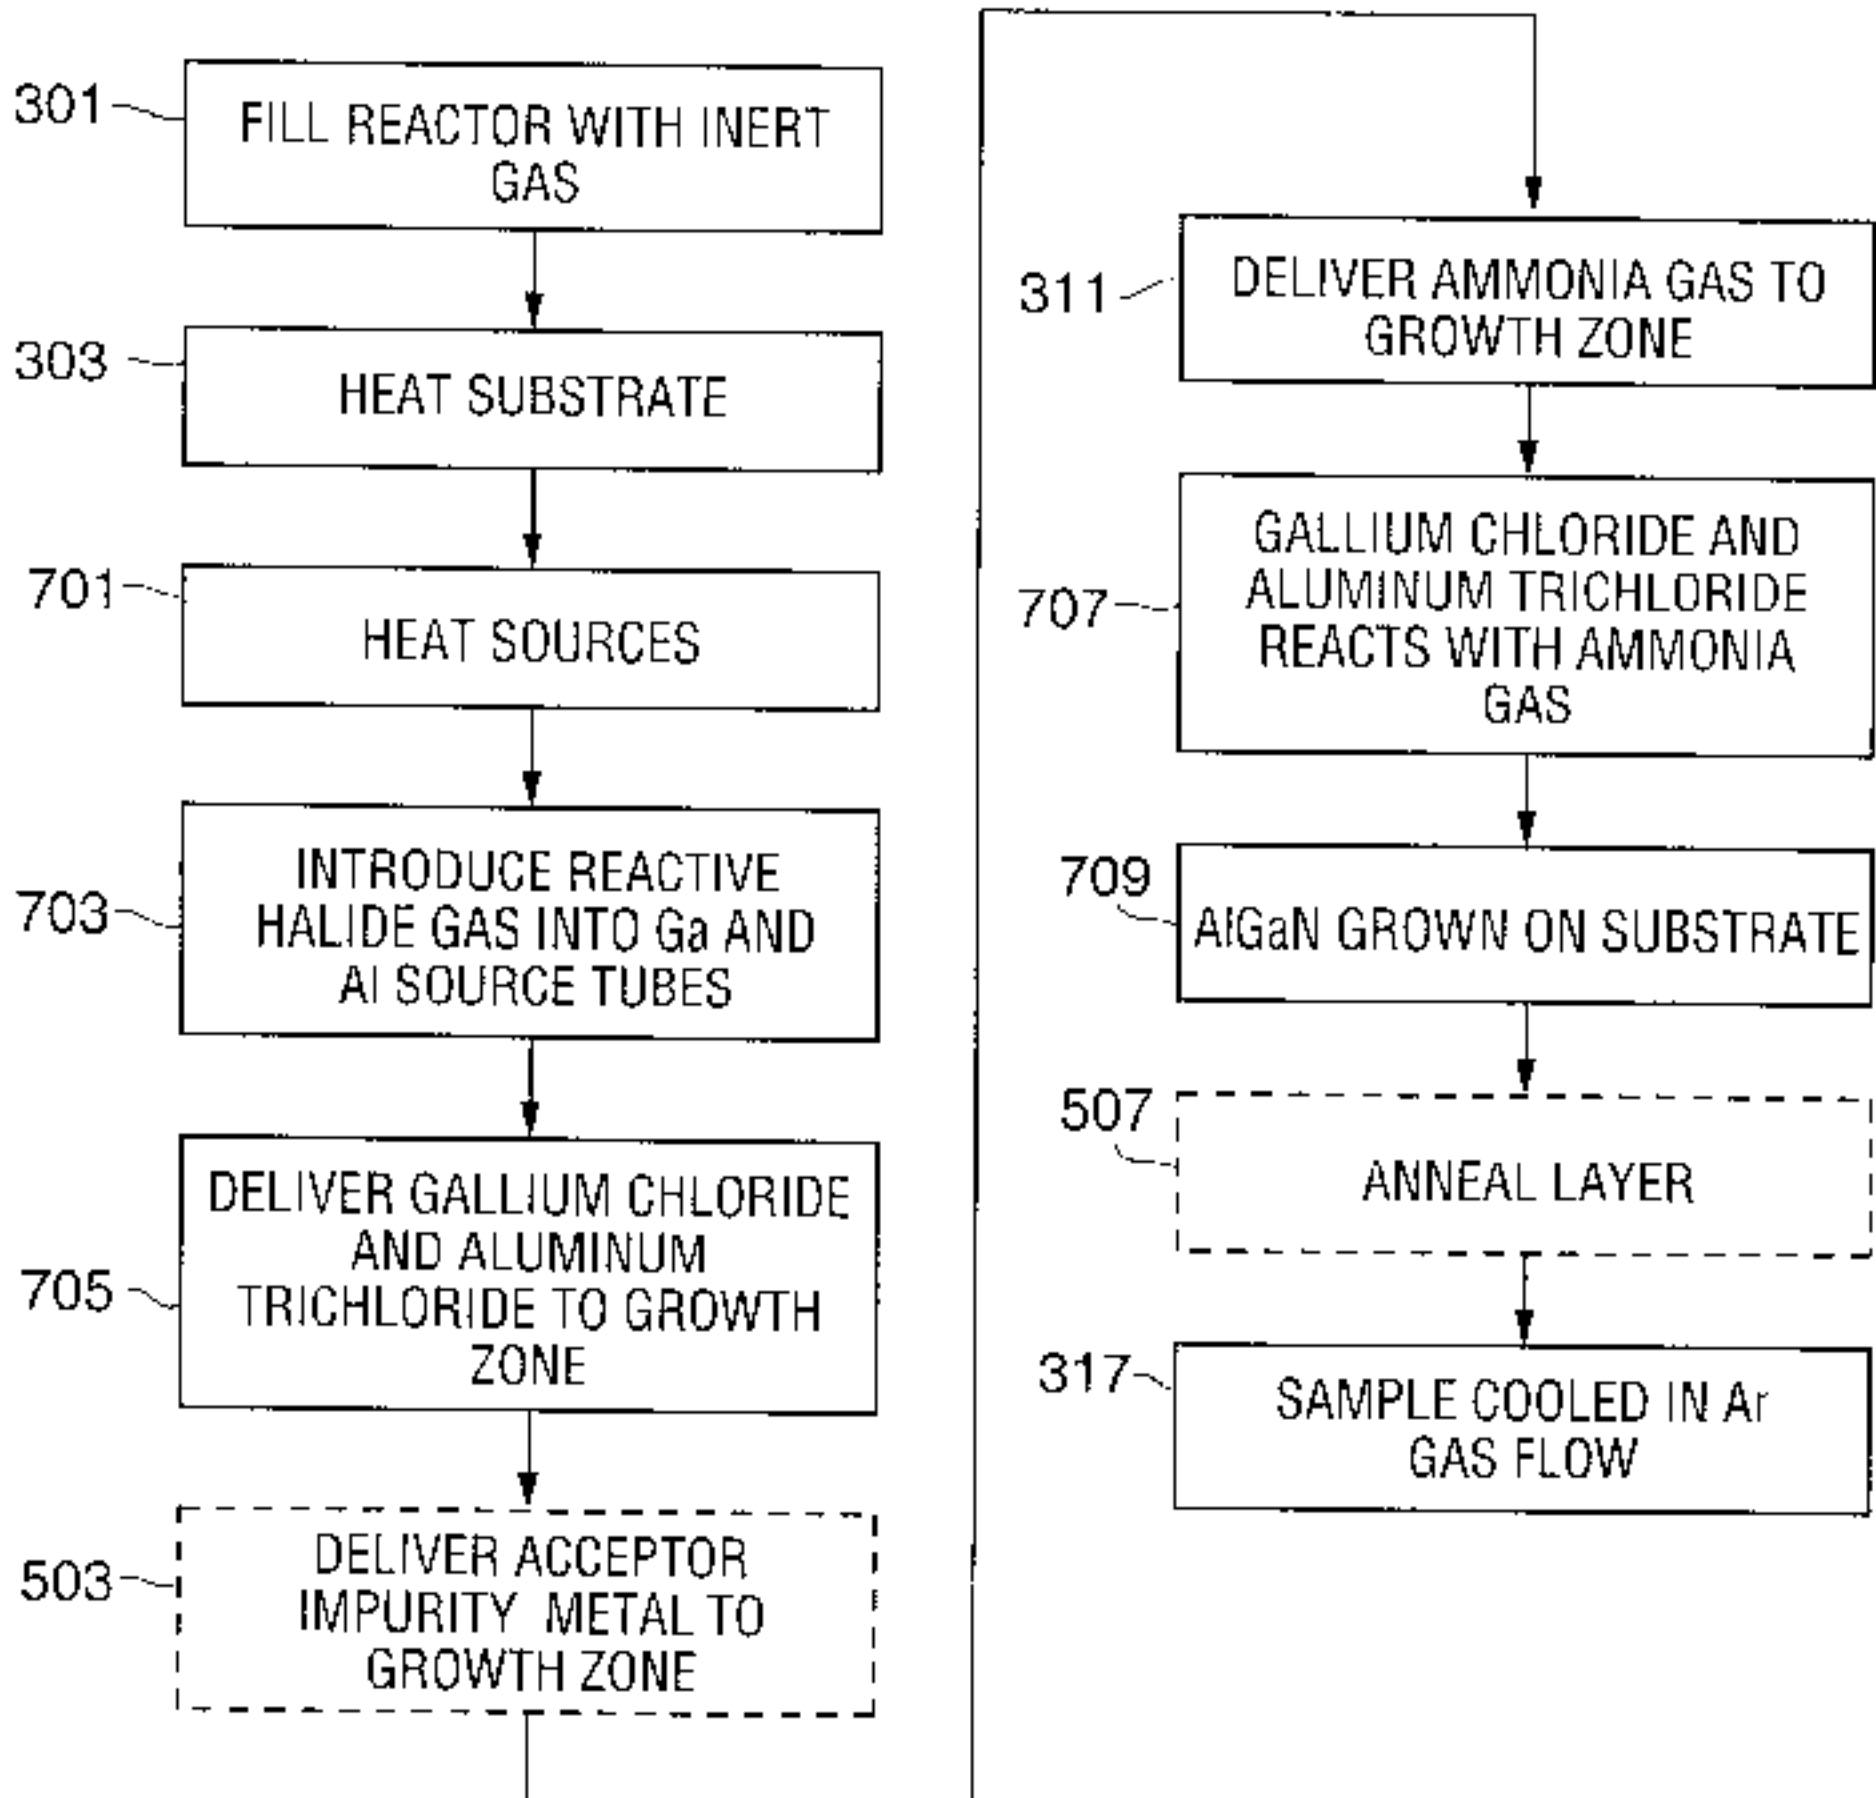 301
FILL REACTOR WITH INERT
GAS
303
HEAT SUBSTRATE
701
HEAT SOURCES
703
INTRODUCE REACTIVE
HALIDE GAS INTO Ga AND
Al SOURCE TUBES
705
DELIVER GALLIUM CHLORIDE
AND ALUMINUM
TRICHLORIDE TO GROWTH
ZONE
503
DELIVER ACCEPTOR
IMPURITY METAL TO
GROWTH ZONE
311
DELIVER AMMONIA GAS TO
GROWTH ZONE
707
GALLIUM CHLORIDE AND
ALUMINUM TRICHLORIDE
REACTS WITH AMMONIA
GAS
709
AlGaN GROWN ON SUBSTRATE
507
ANNEAL LAYER
317
SAMPLE COOLED IN Ar
GAS FLOW